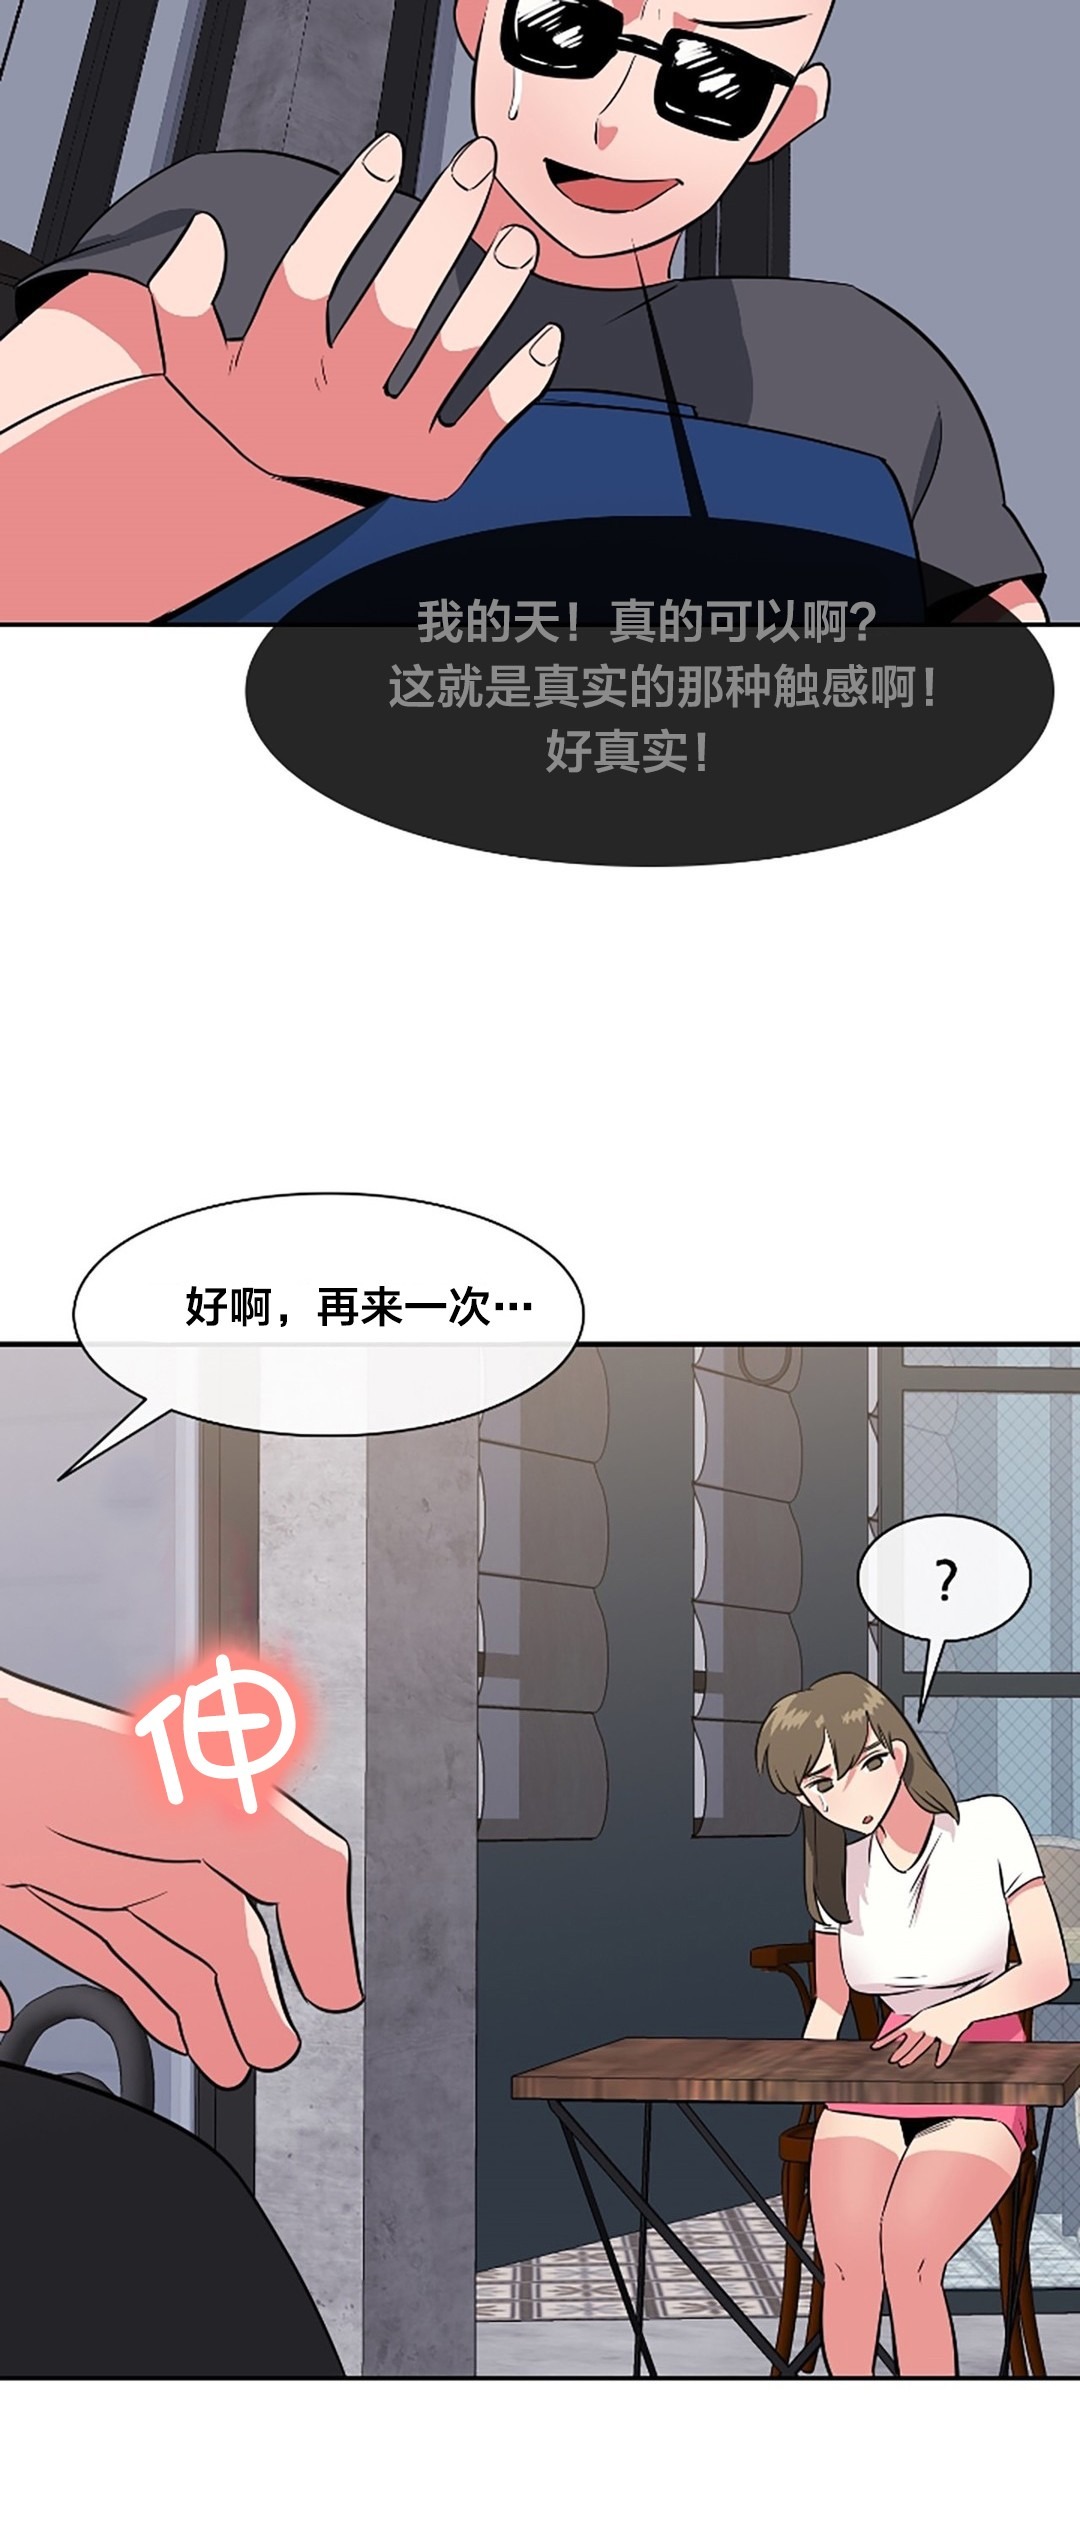 我的天！真的可以啊？
这就是真实的那种触感啊！
好真实！
好啊，再来一次…
？
伸